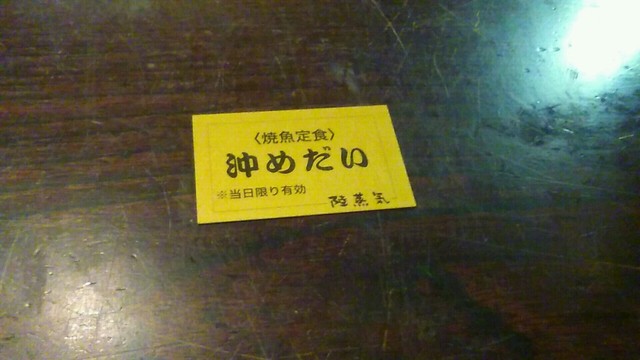 〈焼魚定食〉
沖めだい
※当日限り有効
陸蒸気